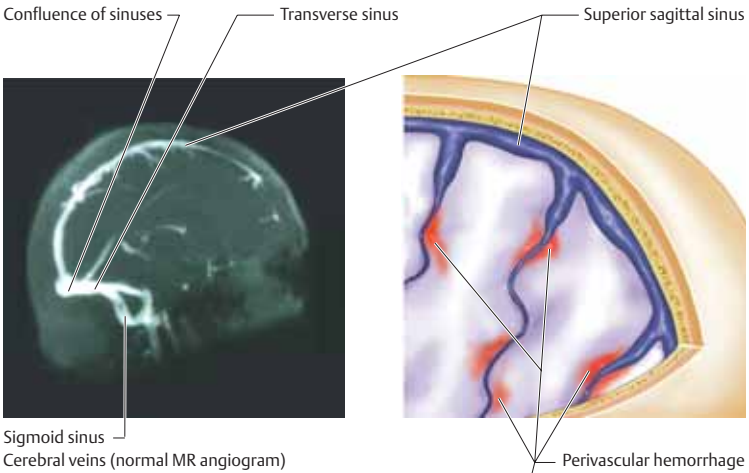 Confluence of sinuses
Transverse sinus
Superior sagittal sinus
Sigmoid sinus
Cerebral veins (normal MR angiogram)
Perivascular hemorrhage